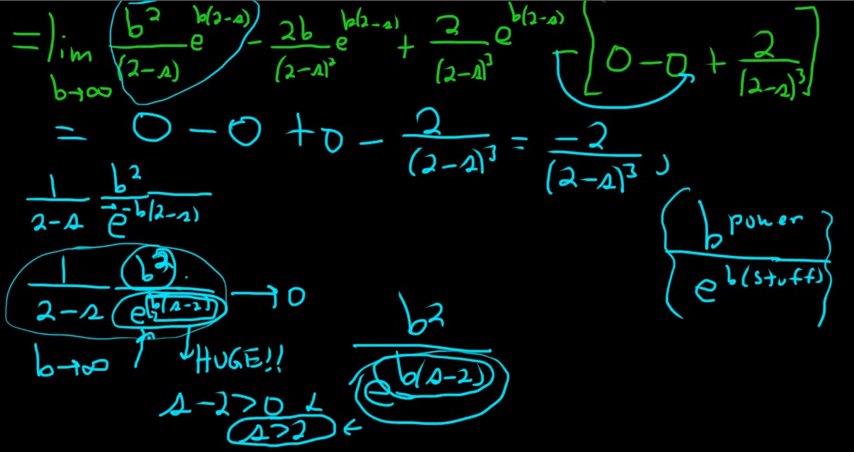 = lim b→∞ b²/(2-s) e^{b(2-s)} - 2b/(2-s)² e^{b(2-s)} + 2/(2-s)³ e^{b(2-s)} - [0 - 0 + 2/(2-s)³]
= 0 - 0 + 0 - 2/(2-s)³ = -2/(2-s)³,
1/(2-s) b²/e^{-b(2-s)}
b^{power}/e^{b(stuff)}
1/(2-s) b²/e^{b(s-2)} → 0
b→∞
HUGE!!
b²/e^{b(s-2)}
s-2>0
s>2 ←